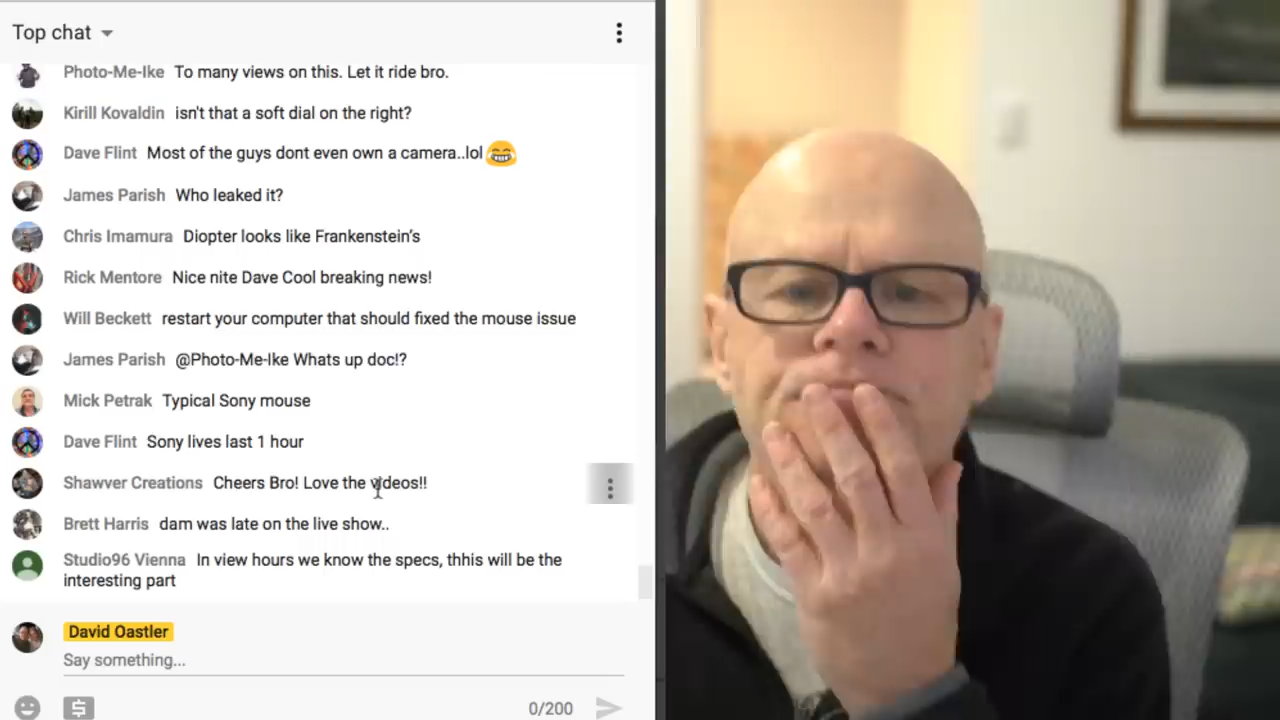 Top chat
Photo-Me-Ike To many views on this. Let it ride bro.
Kirill Kovaldin isn't that a soft dial on the right?
Dave Flint Most of the guys dont even own a camera..lol 😂
James Parish Who leaked it?
Chris Imamura Diopter looks like Frankenstein's
Rick Mentore Nice nite Dave Cool breaking news!
Will Beckett restart your computer that should fixed the mouse issue
James Parish @Photo-Me-Ike Whats up doc!?
Mick Petrak Typical Sony mouse
Dave Flint Sony lives last 1 hour
Shawver Creations Cheers Bro! Love the videos!!
Brett Harris dam was late on the live show..
Studio96 Vienna In view hours we know the specs, thhis will be the
interesting part
David Oastler
Say something...
$ 0/200